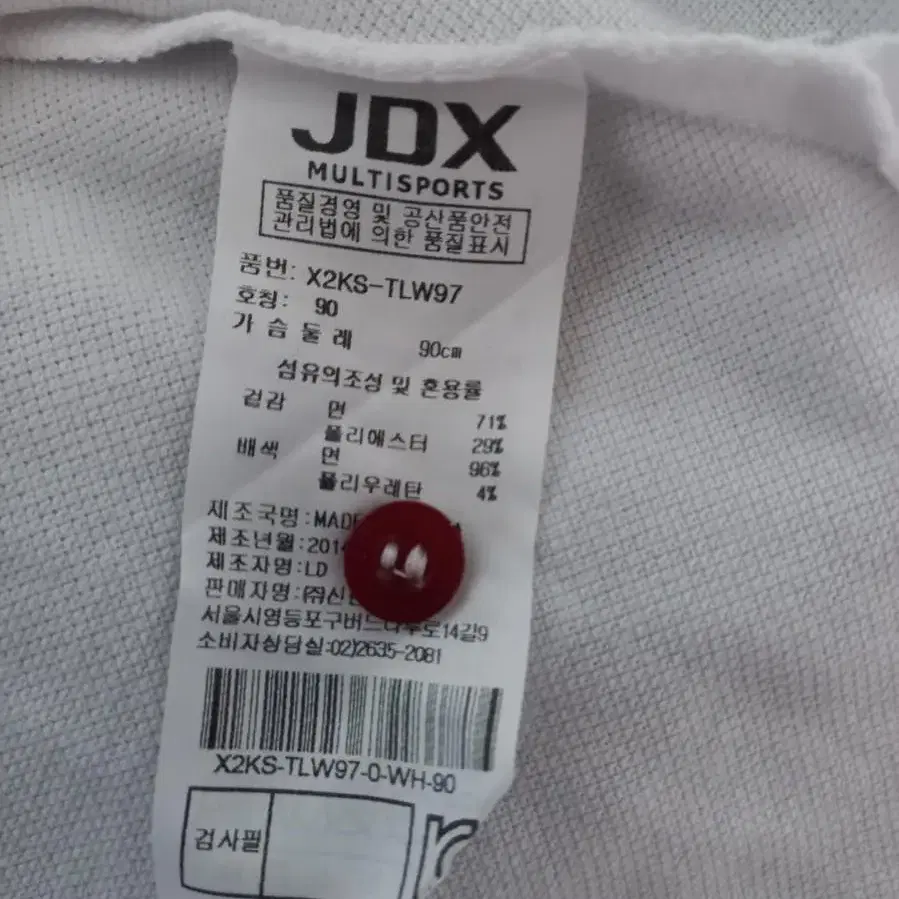 JDX
MULTISPORTS
품질경영 및 공산품안전
관리법에 의한 품질표시
품번: X2KS-TLW97
호칭: 90
가 슴 둘 레 90cm
섬유의조성 및 혼용률
겉감 면 71%
폴리에스터 29%
배색 면 96%
폴리우레탄 4%
제조국명:MADE
제조년월:2014
제조자명:LD
판매자명:㈜신
서울시영등포구버드나루로14길9
소비자상담실:02)2635-2081
X2KS-TLW97-0-WH-90
검사필